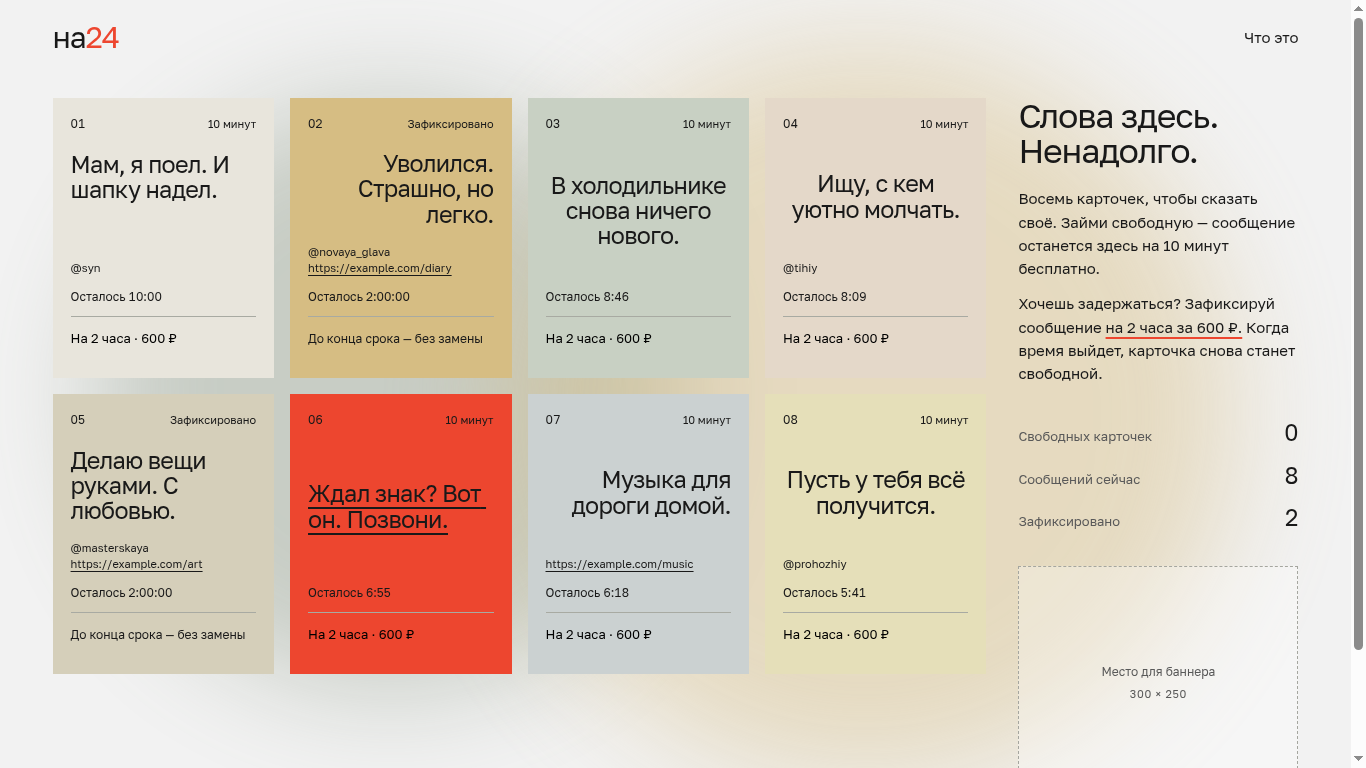 на24
Что это
01
10 минут
Мам, я поел. И
шапку надел.
@syn
Осталось 10:00
На 2 часа · 600 ₽
02
Зафиксировано
Уволился.
Страшно, но
легко.
@novaya_glava
https://example.com/diary
Осталось 2:00:00
До конца срока — без замены
03
10 минут
В холодильнике
снова ничего
нового.
Осталось 8:46
На 2 часа · 600 ₽
04
10 минут
Ищу, с кем
уютно молчать.
@tihiy
Осталось 8:09
На 2 часа · 600 ₽
05
Зафиксировано
Делаю вещи
руками. С
любовью.
@masterskaya
https://example.com/art
Осталось 2:00:00
До конца срока — без замены
06
10 минут
Ждал знак? Вот
он. Позвони.
Осталось 6:55
На 2 часа · 600 ₽
07
10 минут
Музыка для
дороги домой.
https://example.com/music
Осталось 6:18
На 2 часа · 600 ₽
08
10 минут
Пусть у тебя всё
получится.
@prohozhiy
Осталось 5:41
На 2 часа · 600 ₽
Слова здесь.
Ненадолго.
Восемь карточек, чтобы сказать
своё. Займи свободную — сообщение
останется здесь на 10 минут
бесплатно.
Хочешь задержаться? Зафиксируй
сообщение на 2 часа за 600 ₽. Когда
время выйдет, карточка снова станет
свободной.
Свободных карточек 0
Сообщений сейчас 8
Зафиксировано 2
Место для баннера
300 × 250